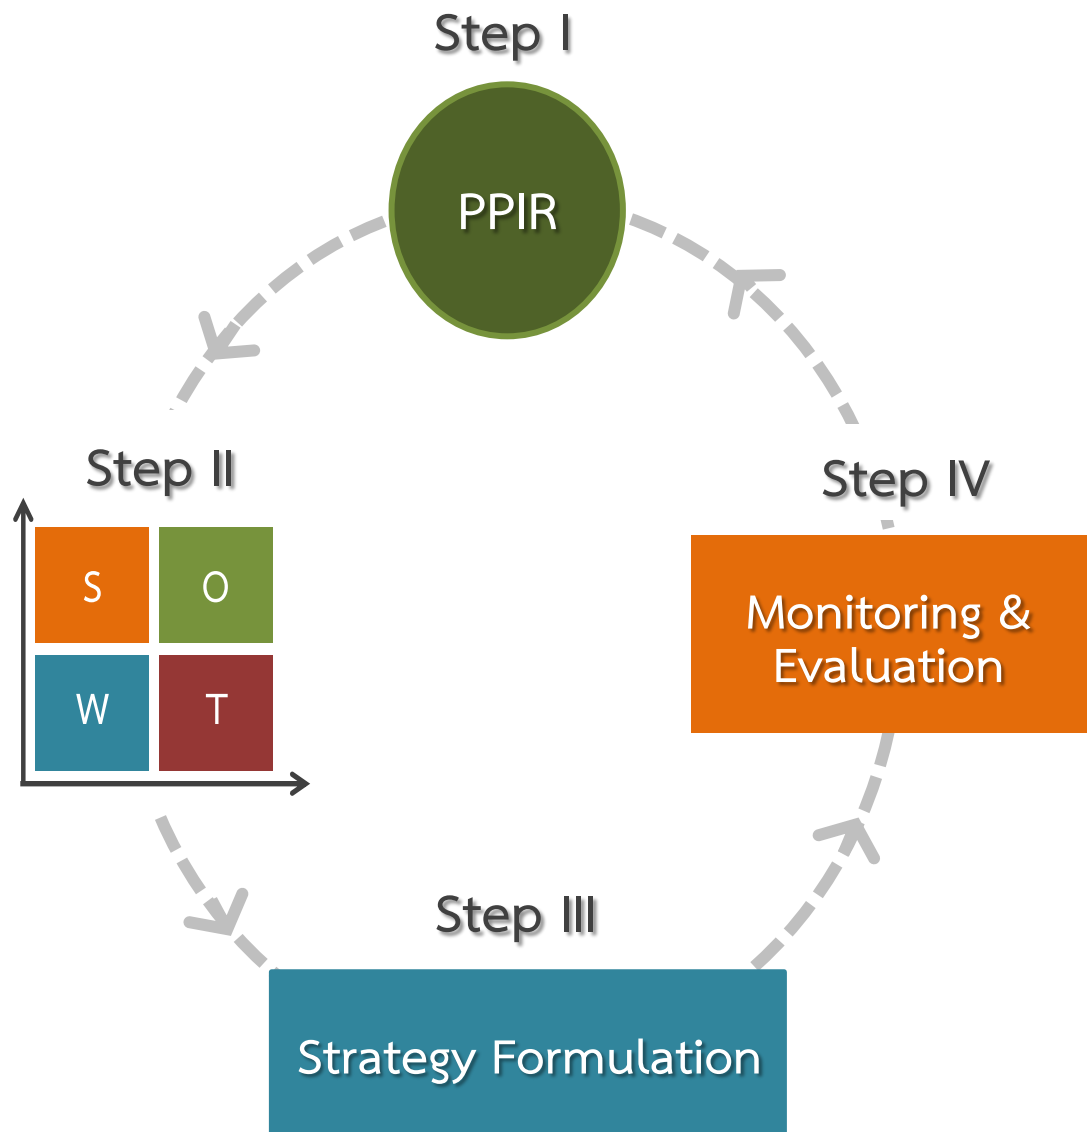 Step I
PPIR
Step II
S O
W T
Step III
Strategy Formulation
Step IV
Monitoring &
Evaluation